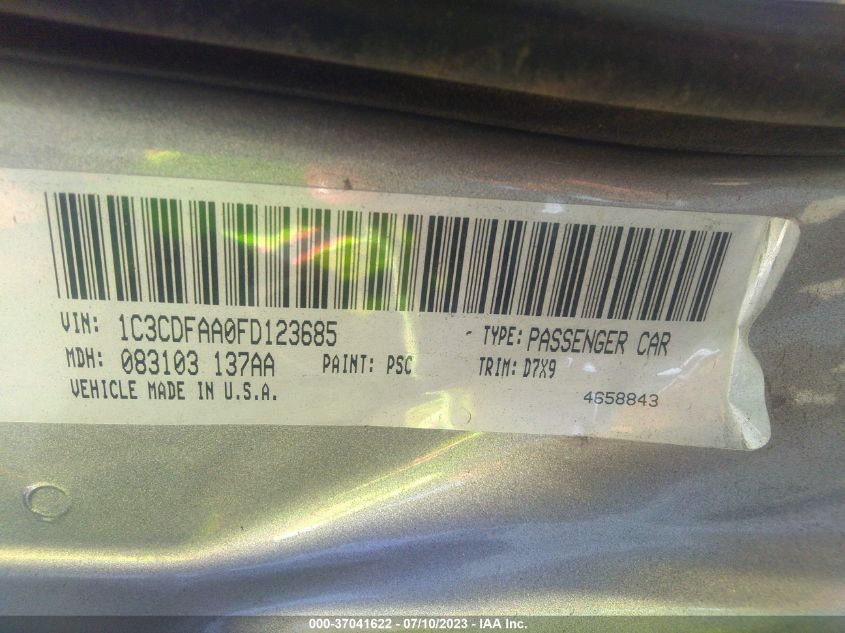 VIN: 1C3CDFAA0FD123685 - TYPE: PASSENGER CAR
MDH: 083103 137AA PAINT: PSC TRIM: D7X9
VEHICLE MADE IN U.S.A. 4658843
000-37041622 - 07/10/2023 - IAA Inc.